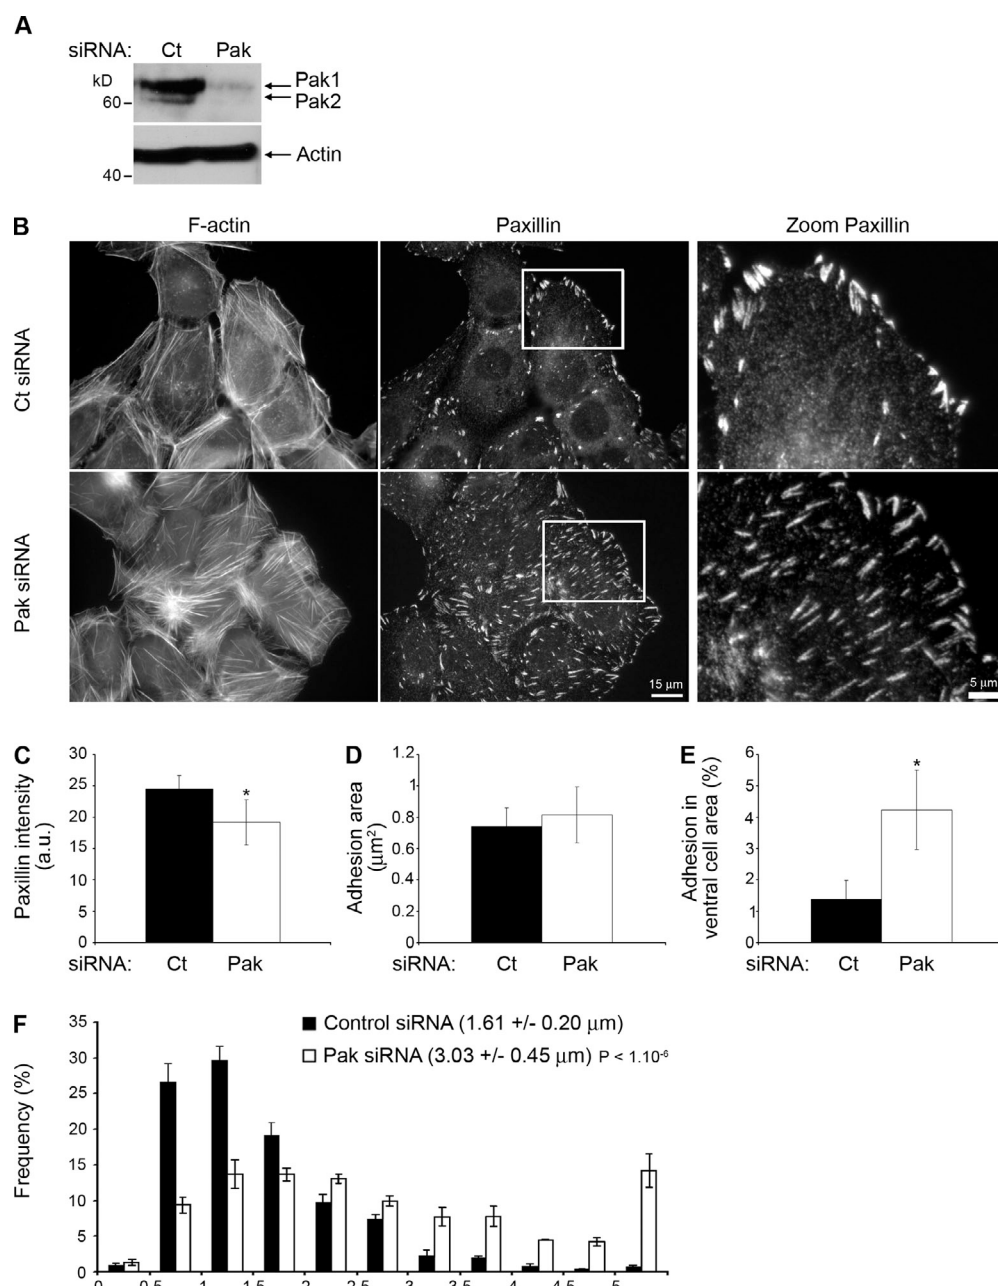 A
siRNA: Ct Pak
kD
60
Pak1
Pak2
Actin
40
B
F-actin Paxillin Zoom Paxillin
Ct siRNA
Pak siRNA
15 μm
5 μm
C
Paxillin intensity
(a.u.)
30
25
20
15
10
5
0
*
siRNA: Ct Pak
D
Adhesion area
(μm²)
1.2
1
0.8
0.6
0.4
0.2
0
siRNA: Ct Pak
E
Adhesion in
ventral cell area (%)
6
5
4
3
2
1
0
*
siRNA: Ct Pak
F
Frequency (%)
35
30
25
20
15
10
5
0
Control siRNA (1.61 +/- 0.20 μm)
Pak siRNA (3.03 +/- 0.45 μm) P < 1.10⁻⁶
0 0.5 1 1.5 2 2.5 3 3.5 4 4.5 5